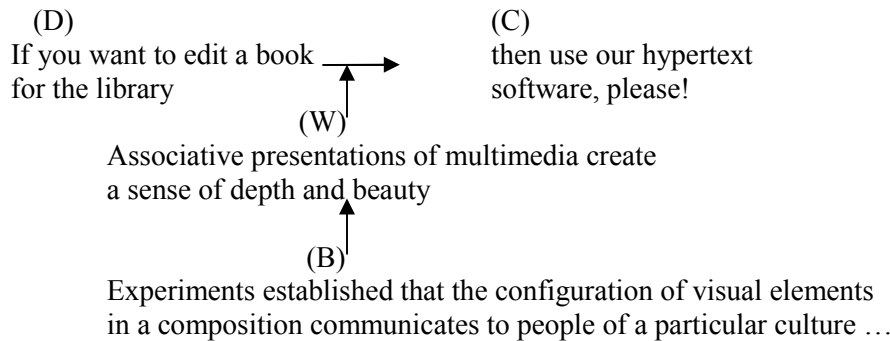 (D) (C)
If you want to edit a book then use our hypertext
for the library software, please!
(W)
Associative presentations of multimedia create
a sense of depth and beauty
(B)
Experiments established that the configuration of visual elements
in a composition communicates to people of a particular culture …